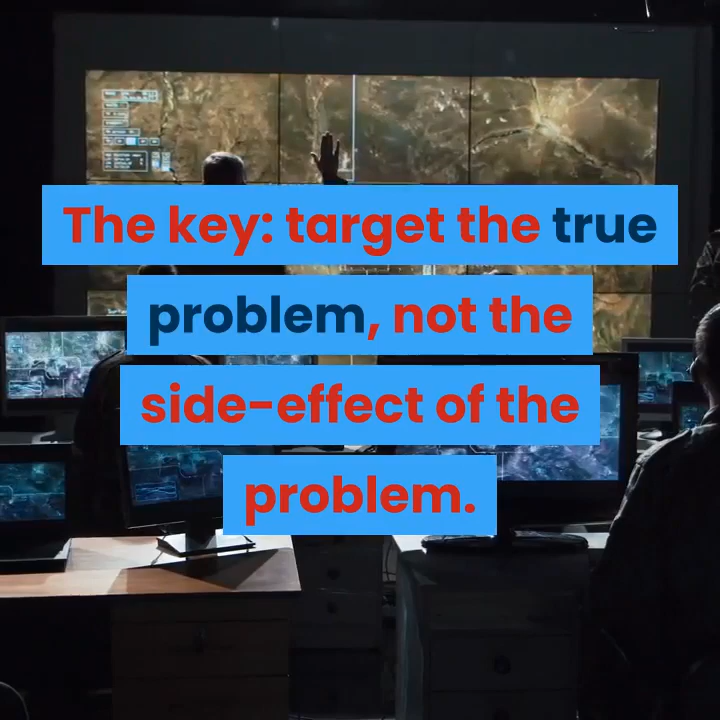 The key: target the true
problem, not the
side-effect of the
problem.